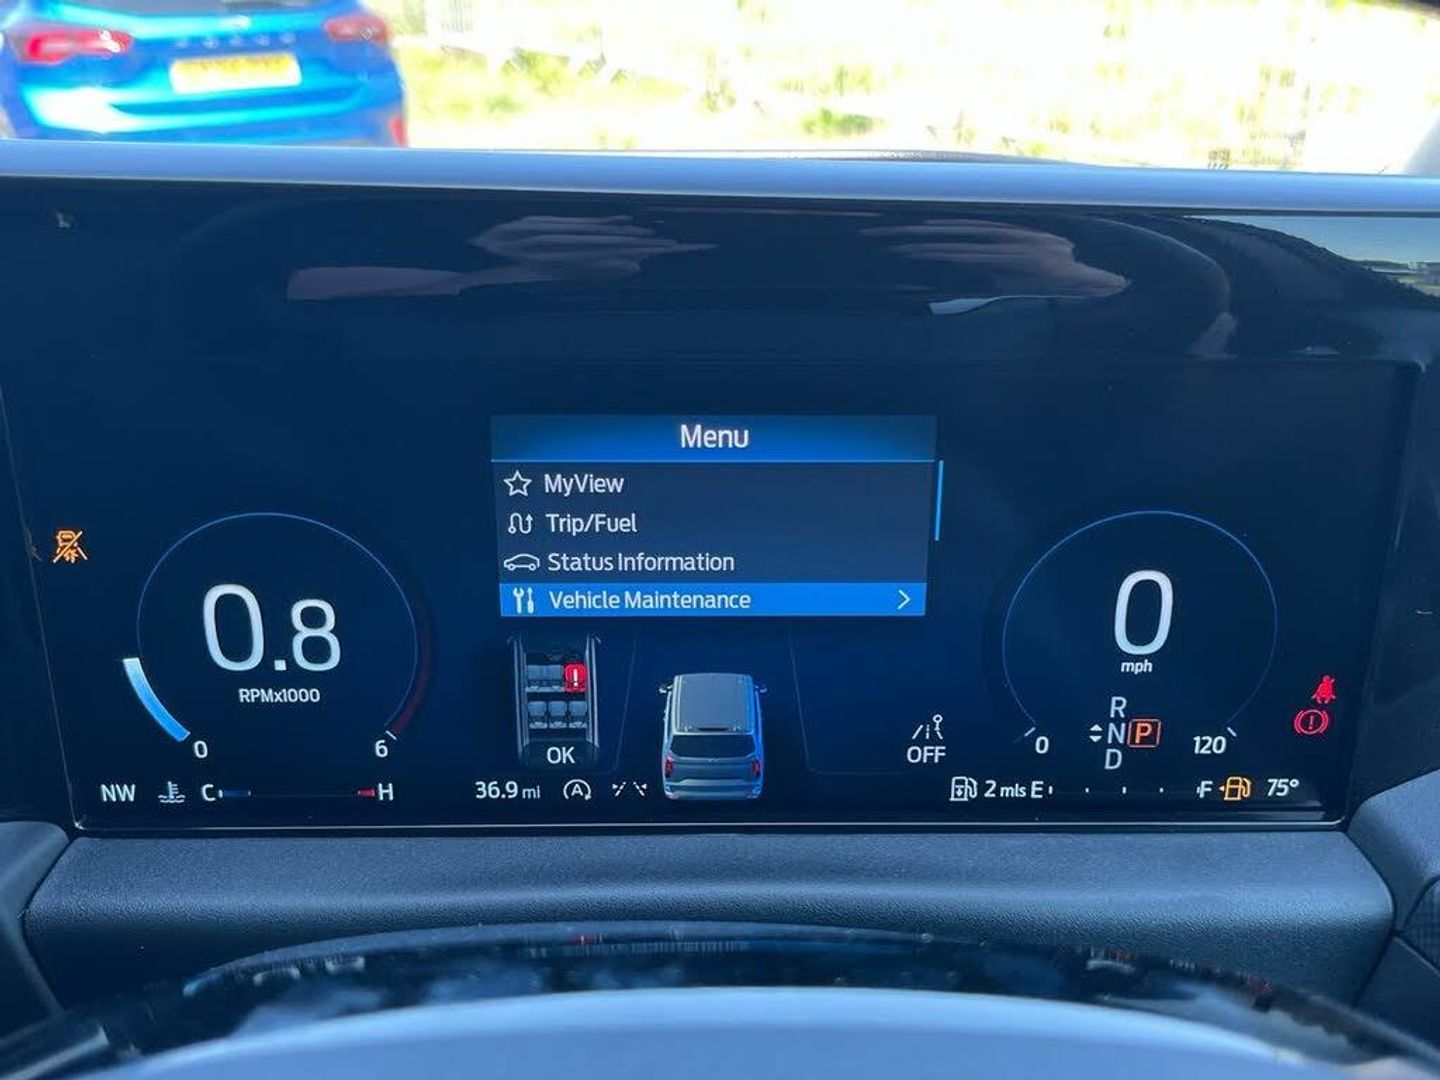 Menu
MyView
Trip/Fuel
Status Information
Vehicle Maintenance
0.8
RPMx1000
0
6
!
OK
0
mph
R
N P
D
0
120
OFF
NW
C
H
36.9 mi
A
2 mls E
F
75°